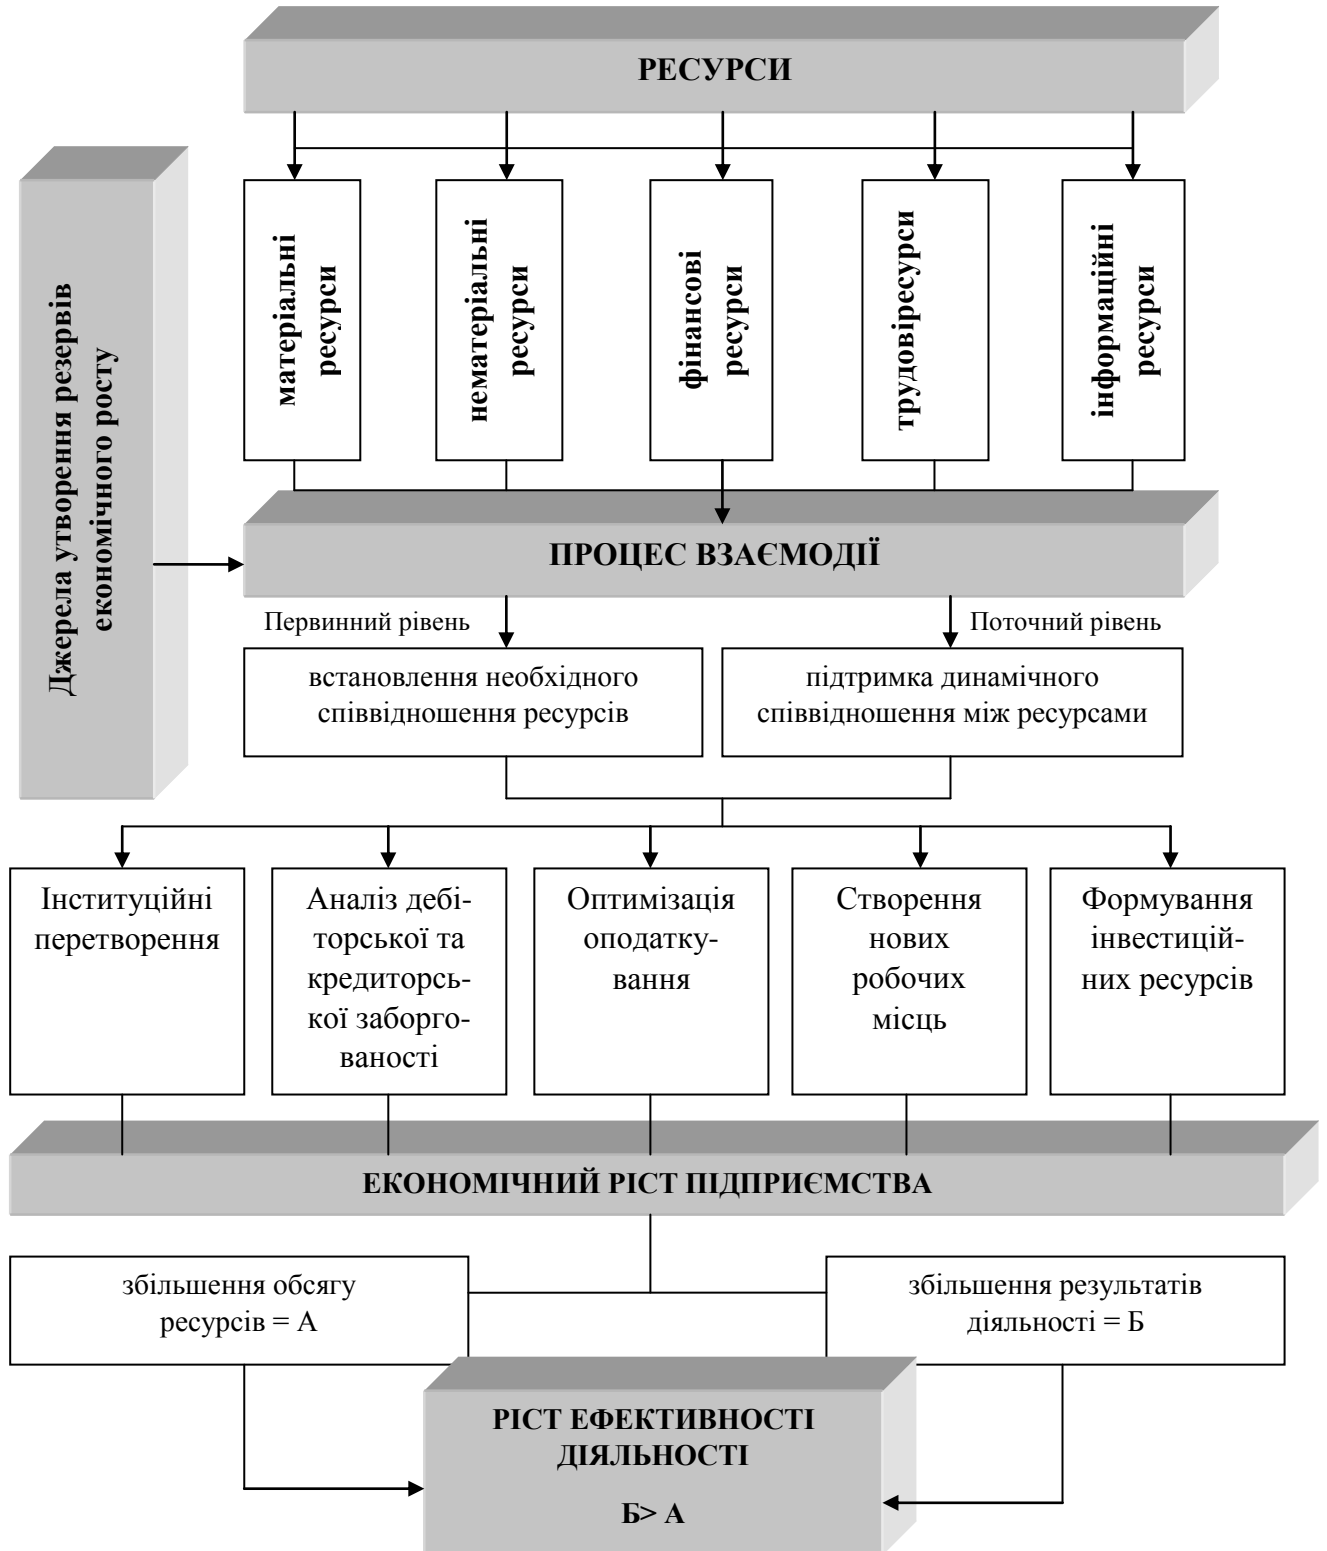 РЕСУРСИ
Джерела утворення резервів
економічного росту
матеріальні
ресурси
нематеріальні
ресурси
фінансові
ресурси
трудовіресурси
інформаційні
ресурси
ПРОЦЕС ВЗАЄМОДІЇ
Первинний рівень
Поточний рівень
встановлення необхідного
співвідношення ресурсів
підтримка динамічного
співвідношення між ресурсами
Інституційні
перетворення
Аналіз дебі-
торської та
кредиторсь-
кої заборго-
ваності
Оптимізація
оподатку-
вання
Створення
нових
робочих
місць
Формування
інвестицій-
них ресурсів
ЕКОНОМІЧНИЙ РІСТ ПІДПРИЄМСТВА
збільшення обсягу
ресурсів = А
збільшення результатів
діяльності = Б
РІСТ ЕФЕКТИВНОСТІ
ДІЯЛЬНОСТІ
Б> А